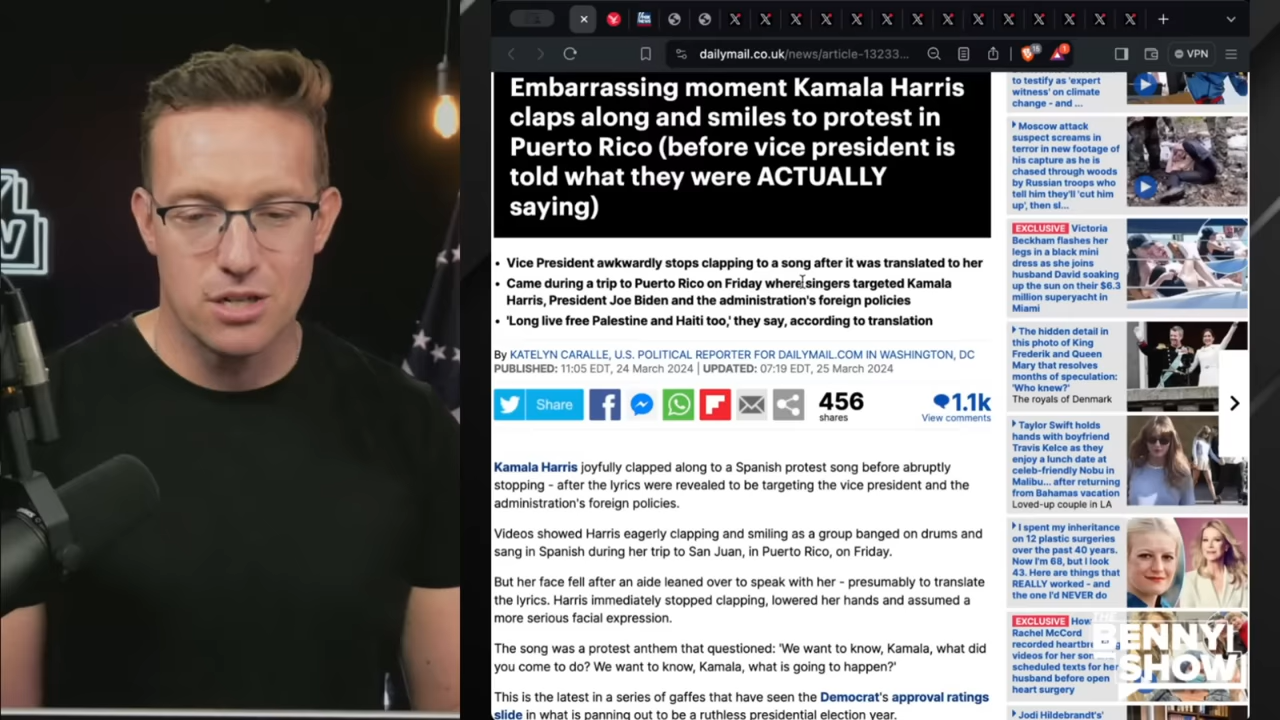 dailymail.co.uk/news/article-13233...
VPN
Embarrassing moment Kamala Harris
claps along and smiles to protest in
Puerto Rico (before vice president is
told what they were ACTUALLY
saying)
• Vice President awkwardly stops clapping to a song after it was translated to her
• Came during a trip to Puerto Rico on Friday where singers targeted Kamala
Harris, President Joe Biden and the administration's foreign policies
• 'Long live free Palestine and Haiti too,' they say, according to translation
By KATELYN CARALLE, U.S. POLITICAL REPORTER FOR DAILYMAIL.COM IN WASHINGTON, DC
PUBLISHED: 11:05 EDT, 24 March 2024 | UPDATED: 07:19 EDT, 25 March 2024
Share
456
shares
1.1k
View comments
Kamala Harris joyfully clapped along to a Spanish protest song before abruptly
stopping - after the lyrics were revealed to be targeting the vice president and the
administration's foreign policies.
Videos showed Harris eagerly clapping and smiling as a group banged on drums and
sang in Spanish during her trip to San Juan, in Puerto Rico, on Friday.
But her face fell after an aide leaned over to speak with her - presumably to translate
the lyrics. Harris immediately stopped clapping, lowered her hands and assumed a
more serious facial expression.
The song was a protest anthem that questioned: 'We want to know, Kamala, what did
you come to do? We want to know, Kamala, what is going to happen?'
This is the latest in a series of gaffes that have seen the Democrat's approval ratings
slide in what is panning out to be a ruthless presidential election year.
to testify as 'expert
witness' on climate
change - and ...
Moscow attack
suspect screams in
terror in new footage of
his capture as he is
chased through woods
by Russian troops who
tell him they'll 'cut him
up', then sl...
EXCLUSIVE Victoria
Beckham flashes her
legs in a black mini
dress as she joins
husband David soaking
up the sun on their $6.3
million superyacht in
Miami
The hidden detail in
this photo of King
Frederik and Queen
Mary that resolves
months of speculation:
'Who knew?'
The royals of Denmark
Taylor Swift holds
hands with boyfriend
Travis Kelce as they
enjoy a lunch date at
celeb-friendly Nobu in
Malibu... after returning
from Bahamas vacation
Loved-up couple in LA
I spent my inheritance
on 12 plastic surgeries
over the past 40 years.
Now I'm 68, but I look
43. Here are things that
REALLY worked - and
the one I'd NEVER do
EXCLUSIVE How
Rachel McCord
recorded
videos for her
scheduled texts for her
husband before open
heart surgery
Jodi Hildebrandt's'
THE
BENNY
SHOW